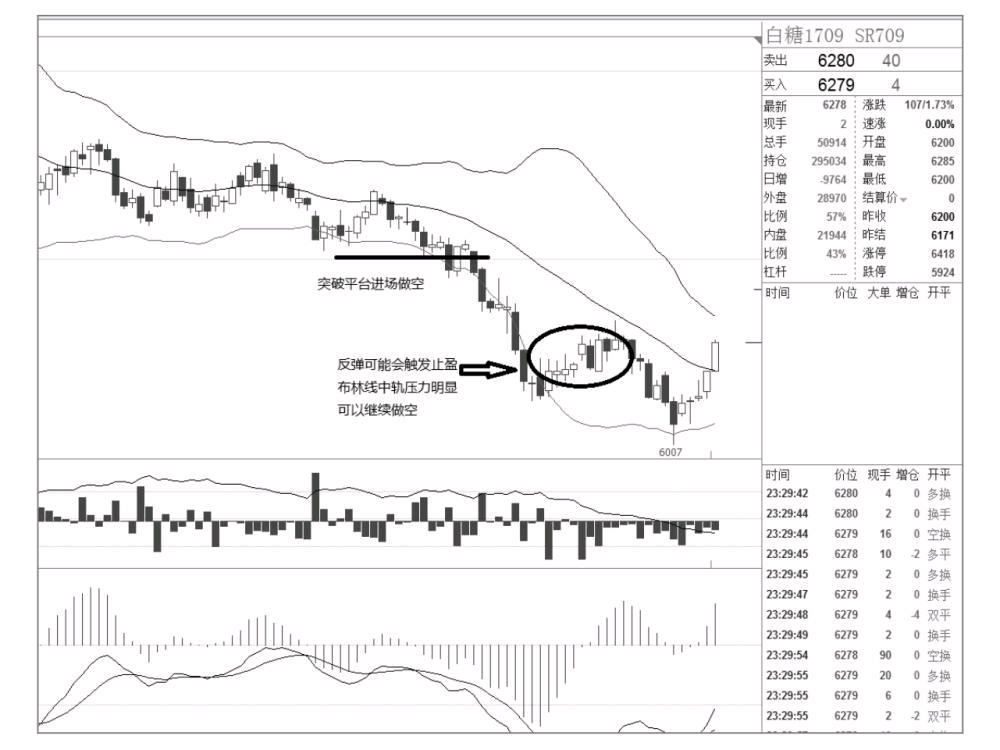 白糖1709 SR709
卖出 6280 40
买入 6279 4
最新 6278 涨跌 107/1.73%
现手 2 速涨 0.00%
总手 50914 开盘 6200
持仓 295034 最高 6285
日增 -9764 最低 6200
外盘 28970 结算价 0
比例 57% 昨收 6200
内盘 21944 昨结 6171
比例 43% 涨停 6418
杠杆 ----- 跌停 5924
时间 价位 大单 增仓 开平
突破平台进场做空
反弹可能会触发止盈
布林线中轨压力明显
可以继续做空
6007
时间 价位 现手 增仓 开平
23:29:42 6280 4 0 多换
23:29:44 6280 2 0 换手
23:29:44 6279 16 0 空换
23:29:45 6278 10 -2 多平
23:29:45 6279 2 0 多换
23:29:47 6279 2 0 换手
23:29:48 6279 4 -4 双平
23:29:49 6279 2 0 换手
23:29:54 6278 90 0 空换
23:29:55 6279 20 0 多换
23:29:55 6279 6 0 换手
23:29:55 6279 2 -2 双平